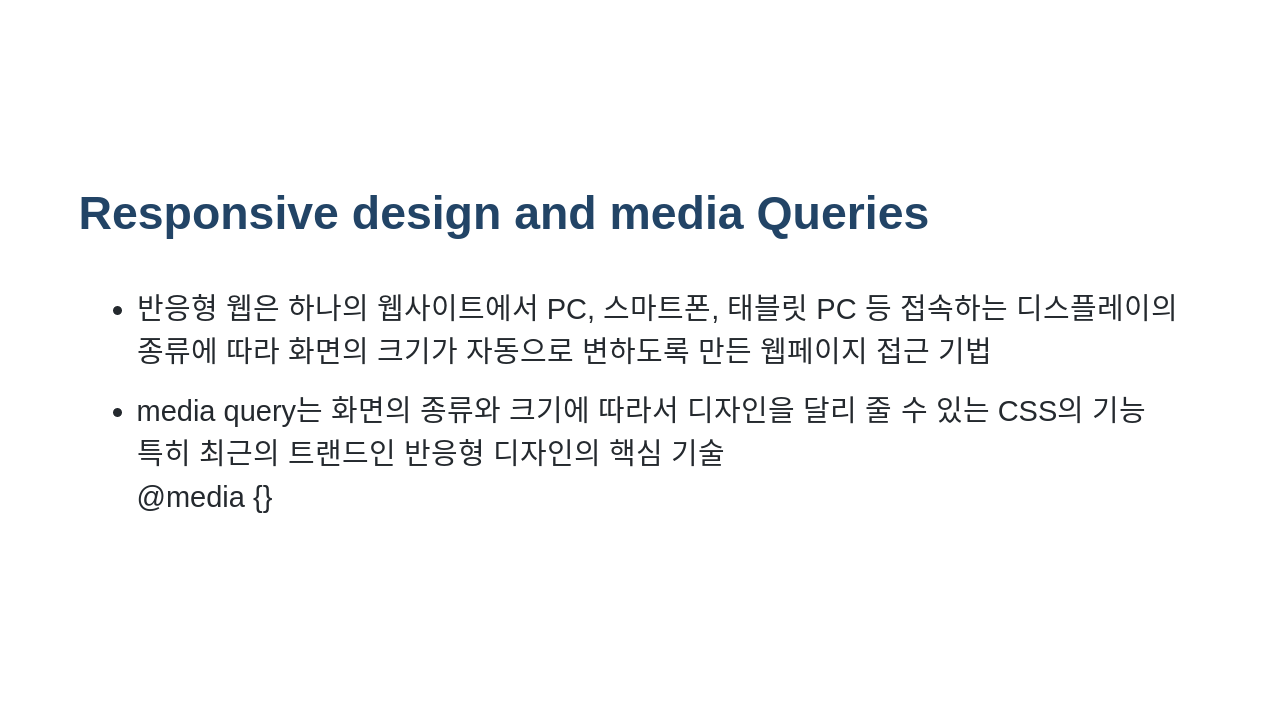 Responsive design and media Queries
• 반응형 웹은 하나의 웹사이트에서 PC, 스마트폰, 태블릿 PC 등 접속하는 디스플레이의
종류에 따라 화면의 크기가 자동으로 변하도록 만든 웹페이지 접근 기법
• media query는 화면의 종류와 크기에 따라서 디자인을 달리 줄 수 있는 CSS의 기능
특히 최근의 트랜드인 반응형 디자인의 핵심 기술
@media {}